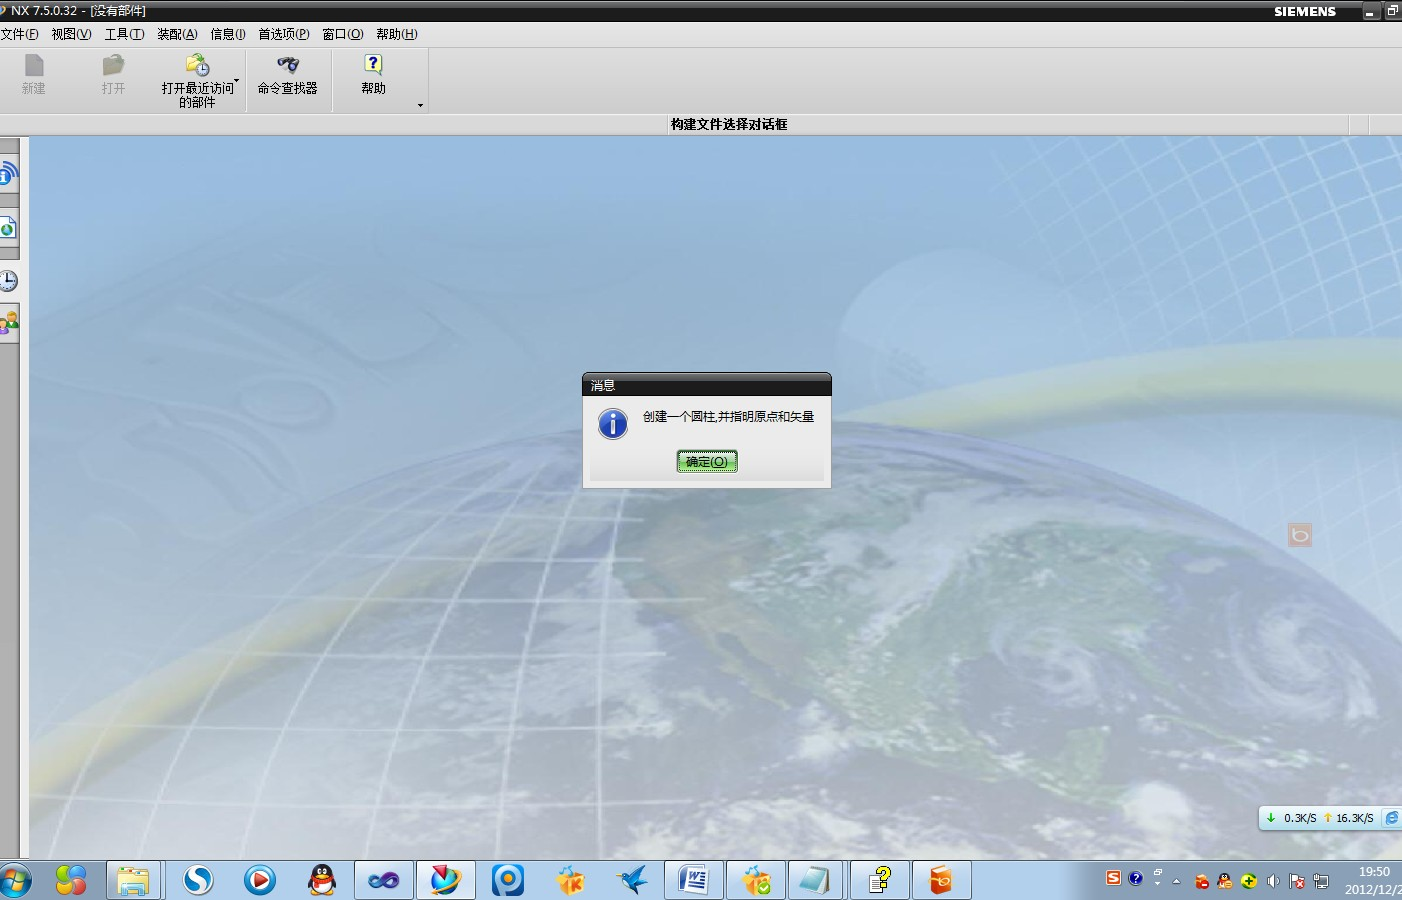 NX 7.5.0.32 - [没有部件]
SIEMENS
文件(F) 视图(V) 工具(T) 装配(A) 信息(I) 首选项(P) 窗口(O) 帮助(H)
新建
打开
打开最近访问
的部件
命令查找器
帮助
构建文件选择对话框
消息
创建一个圆柱,并指明原点和矢量
确定(O)
0.3K/S 16.3K/S
19:50
2012/12/2